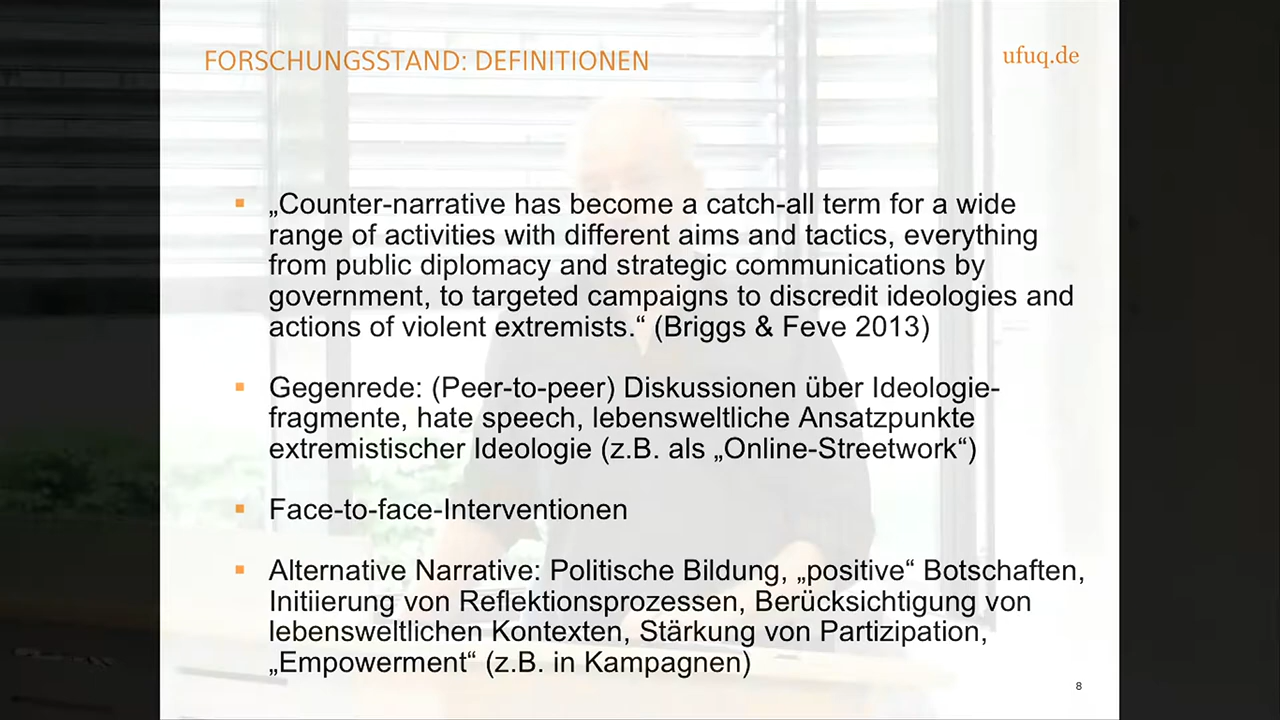 FORSCHUNGSSTAND: DEFINITIONEN
ufuq.de
▪ „Counter-narrative has become a catch-all term for a wide
range of activities with different aims and tactics, everything
from public diplomacy and strategic communications by
government, to targeted campaigns to discredit ideologies and
actions of violent extremists.“ (Briggs & Feve 2013)
▪ Gegenrede: (Peer-to-peer) Diskussionen über Ideologie-
fragmente, hate speech, lebensweltliche Ansatzpunkte
extremistischer Ideologie (z.B. als „Online-Streetwork“)
▪ Face-to-face-Interventionen
▪ Alternative Narrative: Politische Bildung, „positive“ Botschaften,
Initiierung von Reflektionsprozessen, Berücksichtigung von
lebensweltlichen Kontexten, Stärkung von Partizipation,
„Empowerment“ (z.B. in Kampagnen)
8